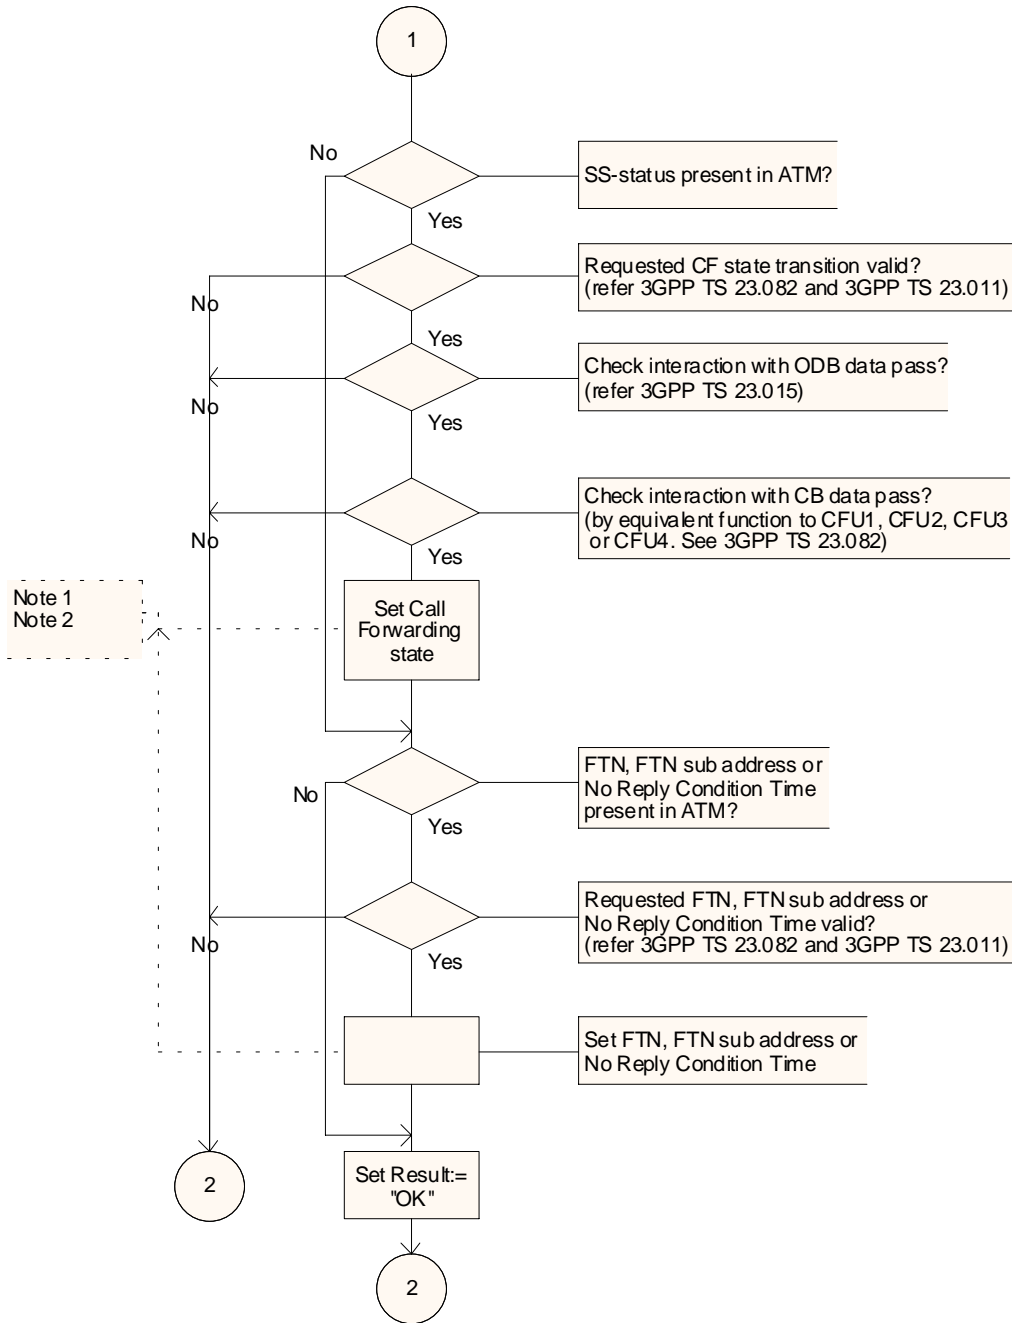 1
No
SS-status present in ATM?
Yes
Requested CF state transition valid?
(refer 3GPP TS 23.082 and 3GPP TS 23.011)
No
Yes
Check interaction with ODB data pass?
(refer 3GPP TS 23.015)
No
Yes
Check interaction with CB data pass?
(by equivalent function to CFU1, CFU2, CFU3
or CFU4. See 3GPP TS 23.082)
No
Yes
Note 1
Note 2
Set Call
Forwarding
state
FTN, FTN sub address or
No Reply Condition Time
present in ATM?
No
Yes
Requested FTN, FTN sub address or
No Reply Condition Time valid?
(refer 3GPP TS 23.082 and 3GPP TS 23.011)
No
Yes
Set FTN, FTN sub address or
No Reply Condition Time
Set Result:=
"OK"
2
2